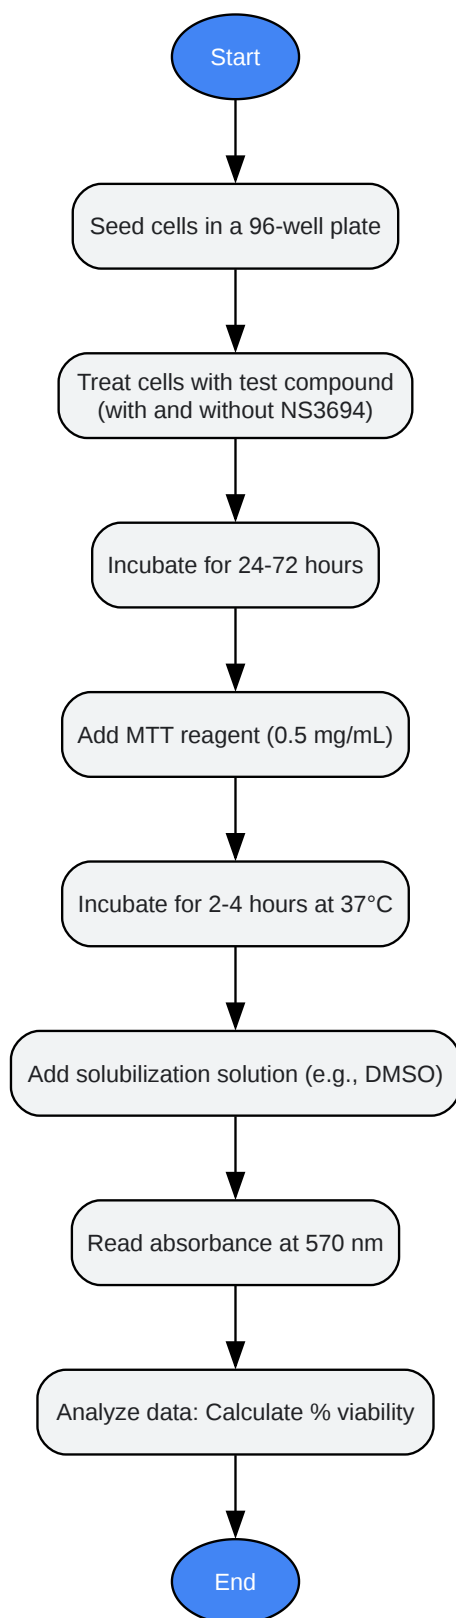 Start
Seed cells in a 96-well plate
Treat cells with test compound
(with and without NS3694)
Incubate for 24-72 hours
Add MTT reagent (0.5 mg/mL)
Incubate for 2-4 hours at 37°C
Add solubilization solution (e.g., DMSO)
Read absorbance at 570 nm
Analyze data: Calculate % viability
End